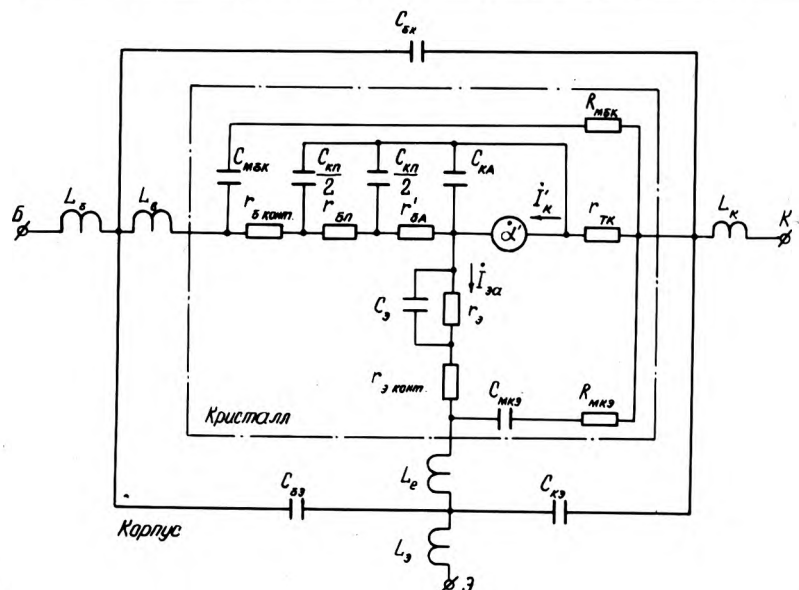 C бк
R мбк
C мбк
C кп
2
C кп
2
C кА
İ'к
L б
Б
L в
r б конт.
r бп
r' бА
α̇'
r тк
L к
К
İ эа
C э
r э
r э конт.
C мкэ
R мкэ
Кристалл
L е
C бэ
C кэ
Корпус
L э
Э